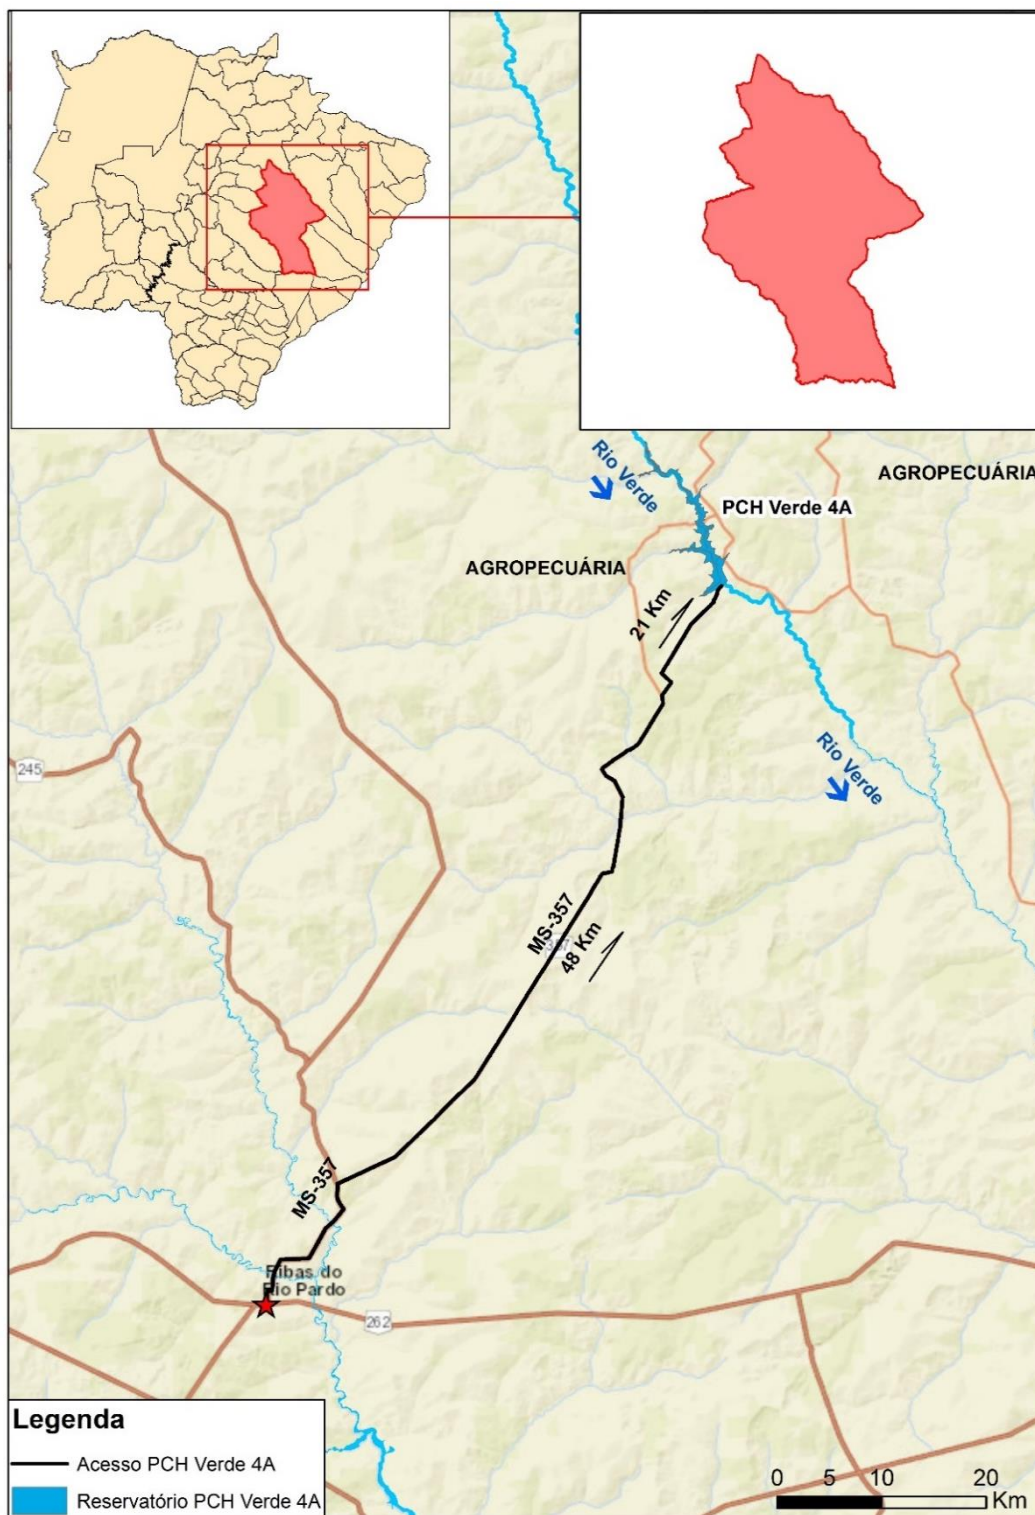 Rio Verde
AGROPECUÁRIA
PCH Verde 4A
AGROPECUÁRIA
21 Km
Rio Verde
245
MS-357
357
48 Km
MS-357
Ribas do
Rio Pardo
262
Legenda
Acesso PCH Verde 4A
Reservatório PCH Verde 4A
0 5 10 20
Km